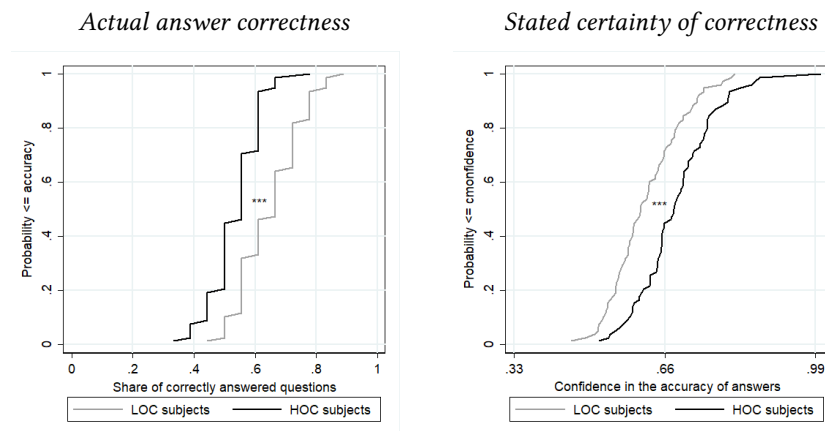 Actual answer correctness
Stated certainty of correctness
Probability <= accuracy
1
.8
.6
.4
.2
0
***
0 .2 .4 .6 .8 1
Share of correctly answered questions
LOC subjects HOC subjects
Probability <= cmonfidence
1
.8
.6
.4
.2
0
***
.33 .66 .99
Confidence in the accuracy of answers
LOC subjects HOC subjects